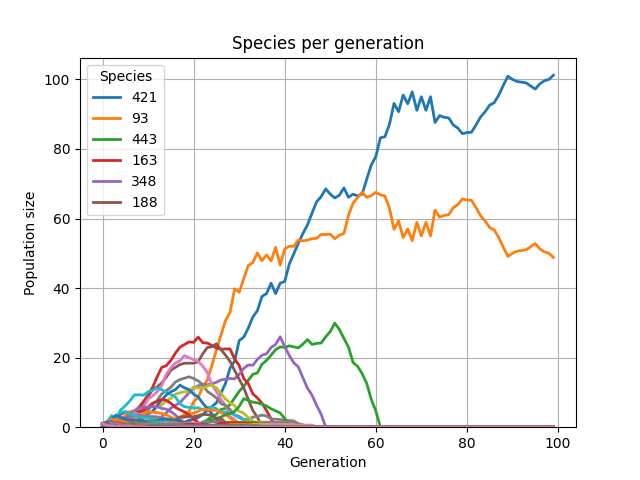 Species per generation
Species
421
93
443
163
348
188
Population size
100
80
60
40
20
0
0 20 40 60 80 100
Generation